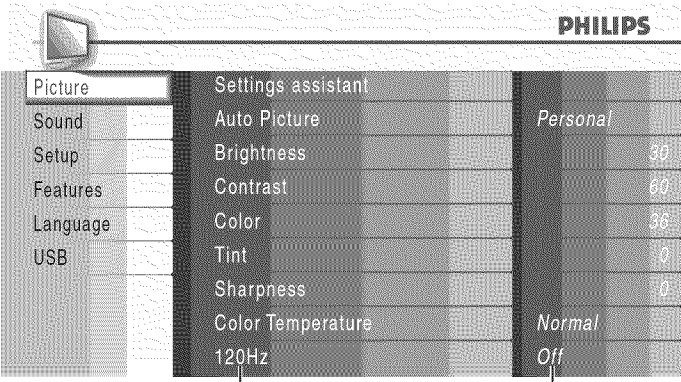 PHILIPS
Picture
Sound
Setup
Features
Language
USB
Settings assistant
Auto Picture Personal
Brightness 30
Contrast 60
Color 36
Tint 0
Sharpness 0
Color Temperature Normal
120Hz Off